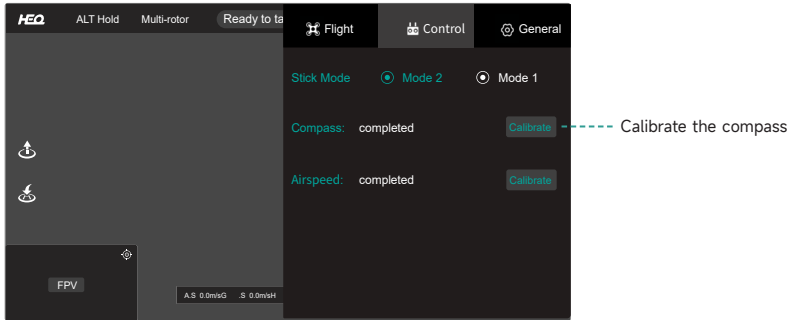 HEQ ALT Hold Multi-rotor Ready to ta
Flight Control General
Stick Mode Mode 2 Mode 1
Compass: completed Calibrate Calibrate the compass
Airspeed: completed Calibrate
FPV
A.S 0.0m/sG .S 0.0m/sH